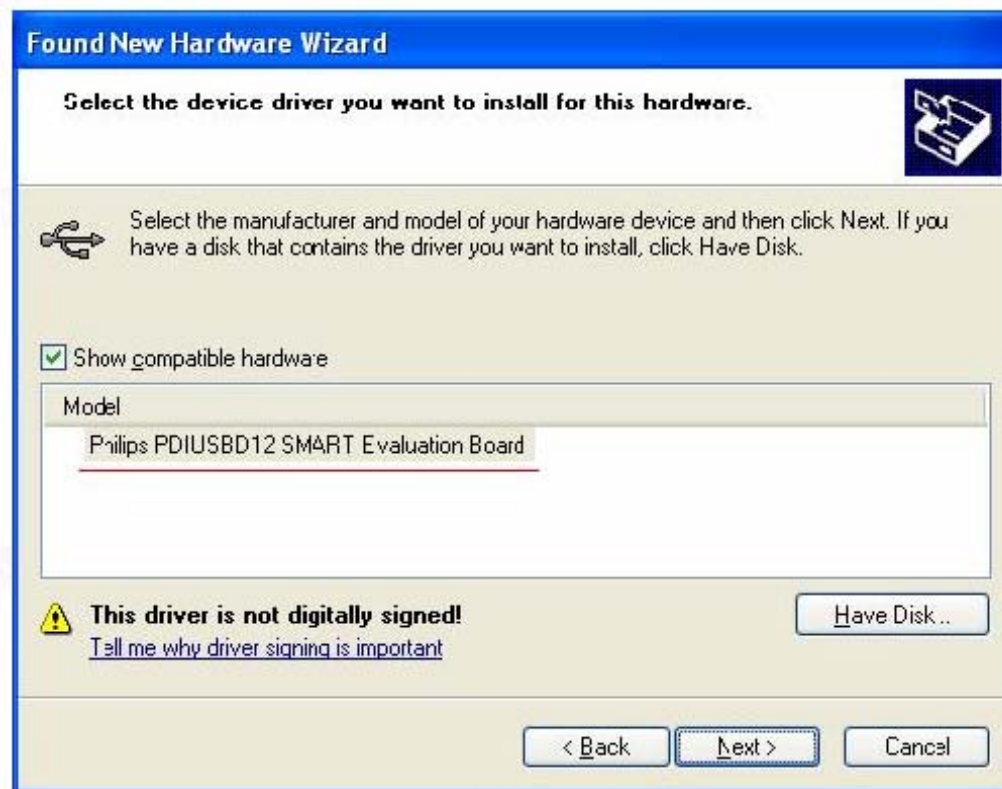 Found New Hardware Wizard
Select the device driver you want to install for this hardware.
Select the manufacturer and model of your hardware device and then click Next. If you
have a disk that contains the driver you want to install, click Have Disk.
Show compatible hardware
Model
Philips PDIUSBD12 SMART Evaluation Board
This driver is not digitally signed!
Have Disk...
Tell me why driver signing is important
< Back
Next >
Cancel